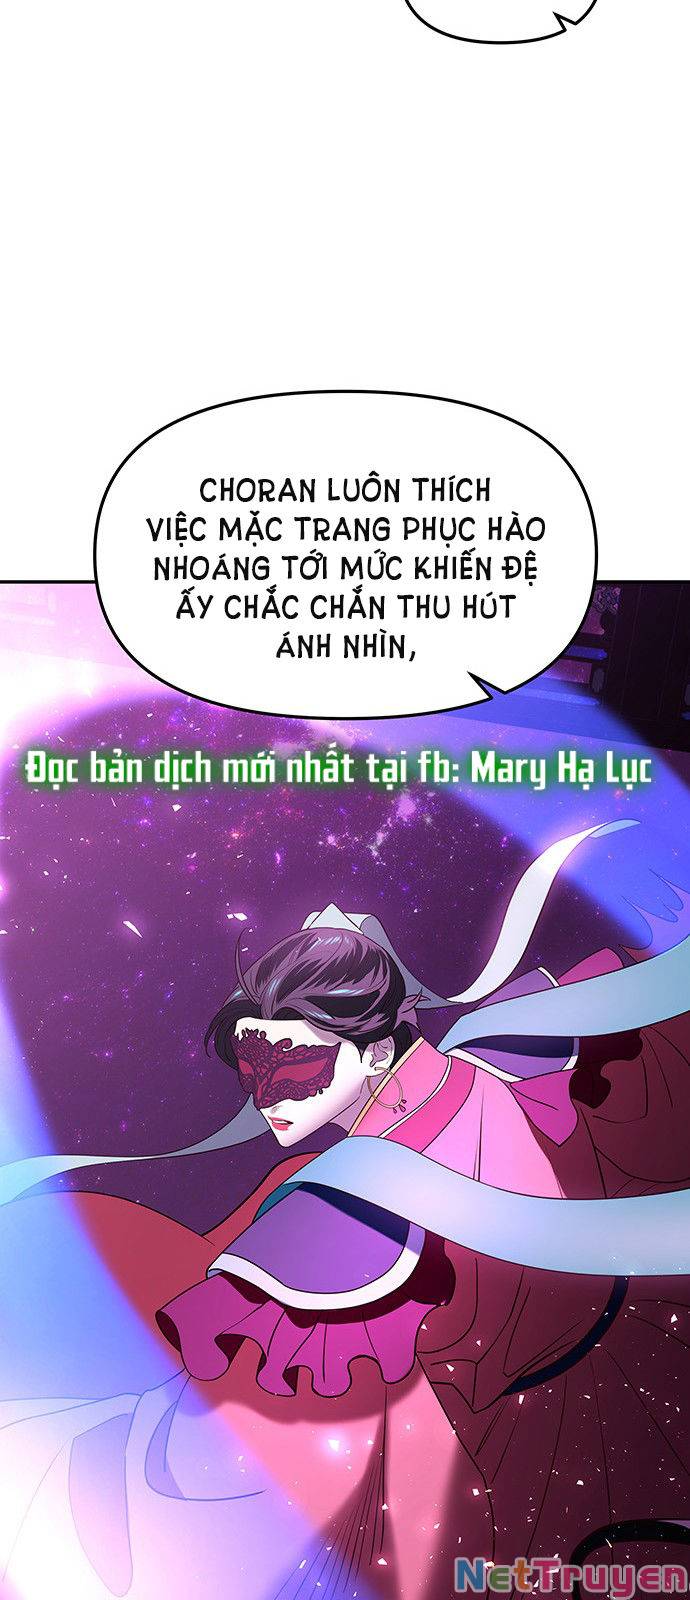 CHORAN LUÔN THÍCH
VIỆC MẶC TRANG PHỤC HÀO
NHOÁNG TỚI MỨC KHIẾN ĐỆ
ẤY CHẮC CHẮN THU HÚT
ÁNH NHÌN,
Đọc bản dịch mới nhất tại fb: Mary Hạ Lục
NetTruyen